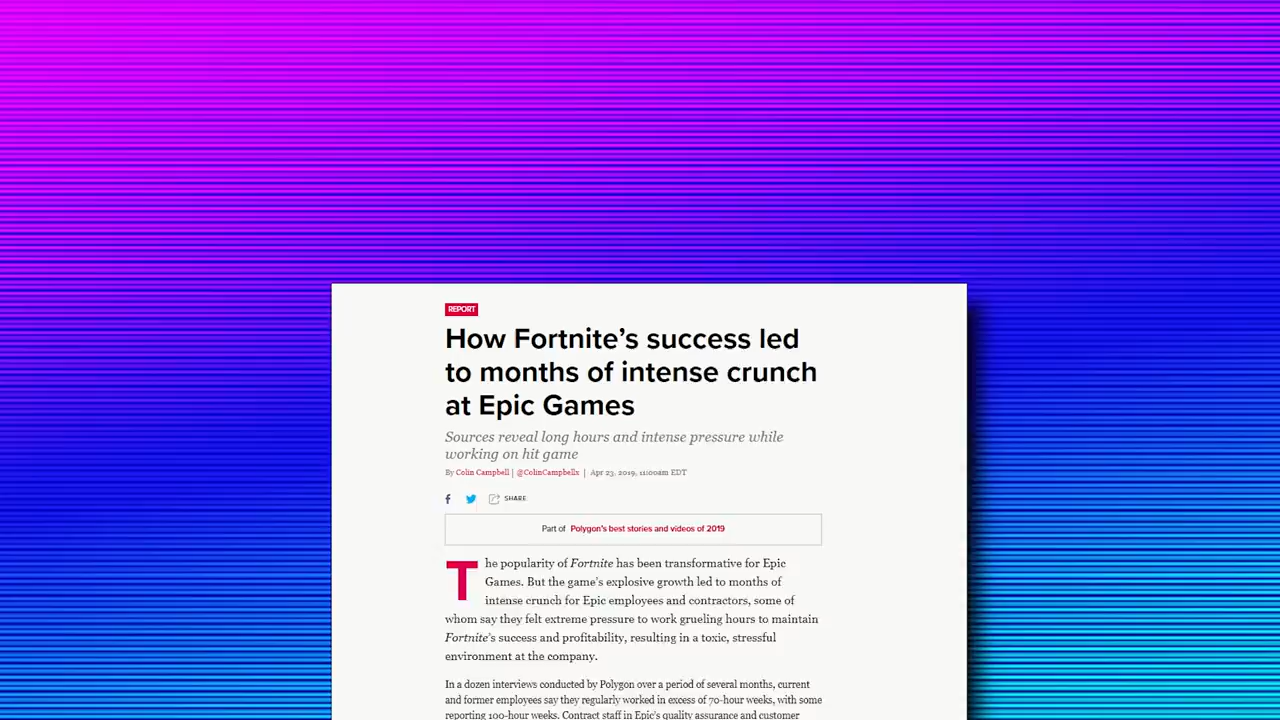 REPORT
How Fortnite’s success led
to months of intense crunch
at Epic Games
Sources reveal long hours and intense pressure while
working on hit game
By Colin Campbell | @ColinCampbellx | Apr 23, 2019, 11:00am EDT
SHARE
Part of Polygon’s best stories and videos of 2019
The popularity of Fortnite has been transformative for Epic
Games. But the game’s explosive growth led to months of
intense crunch for Epic employees and contractors, some of
whom say they felt extreme pressure to work grueling hours to maintain
Fortnite’s success and profitability, resulting in a toxic, stressful
environment at the company.
In a dozen interviews conducted by Polygon over a period of several months, current
and former employees say they regularly worked in excess of 70-hour weeks, with some
reporting 100-hour weeks. Contract staff in Epic’s quality assurance and customer